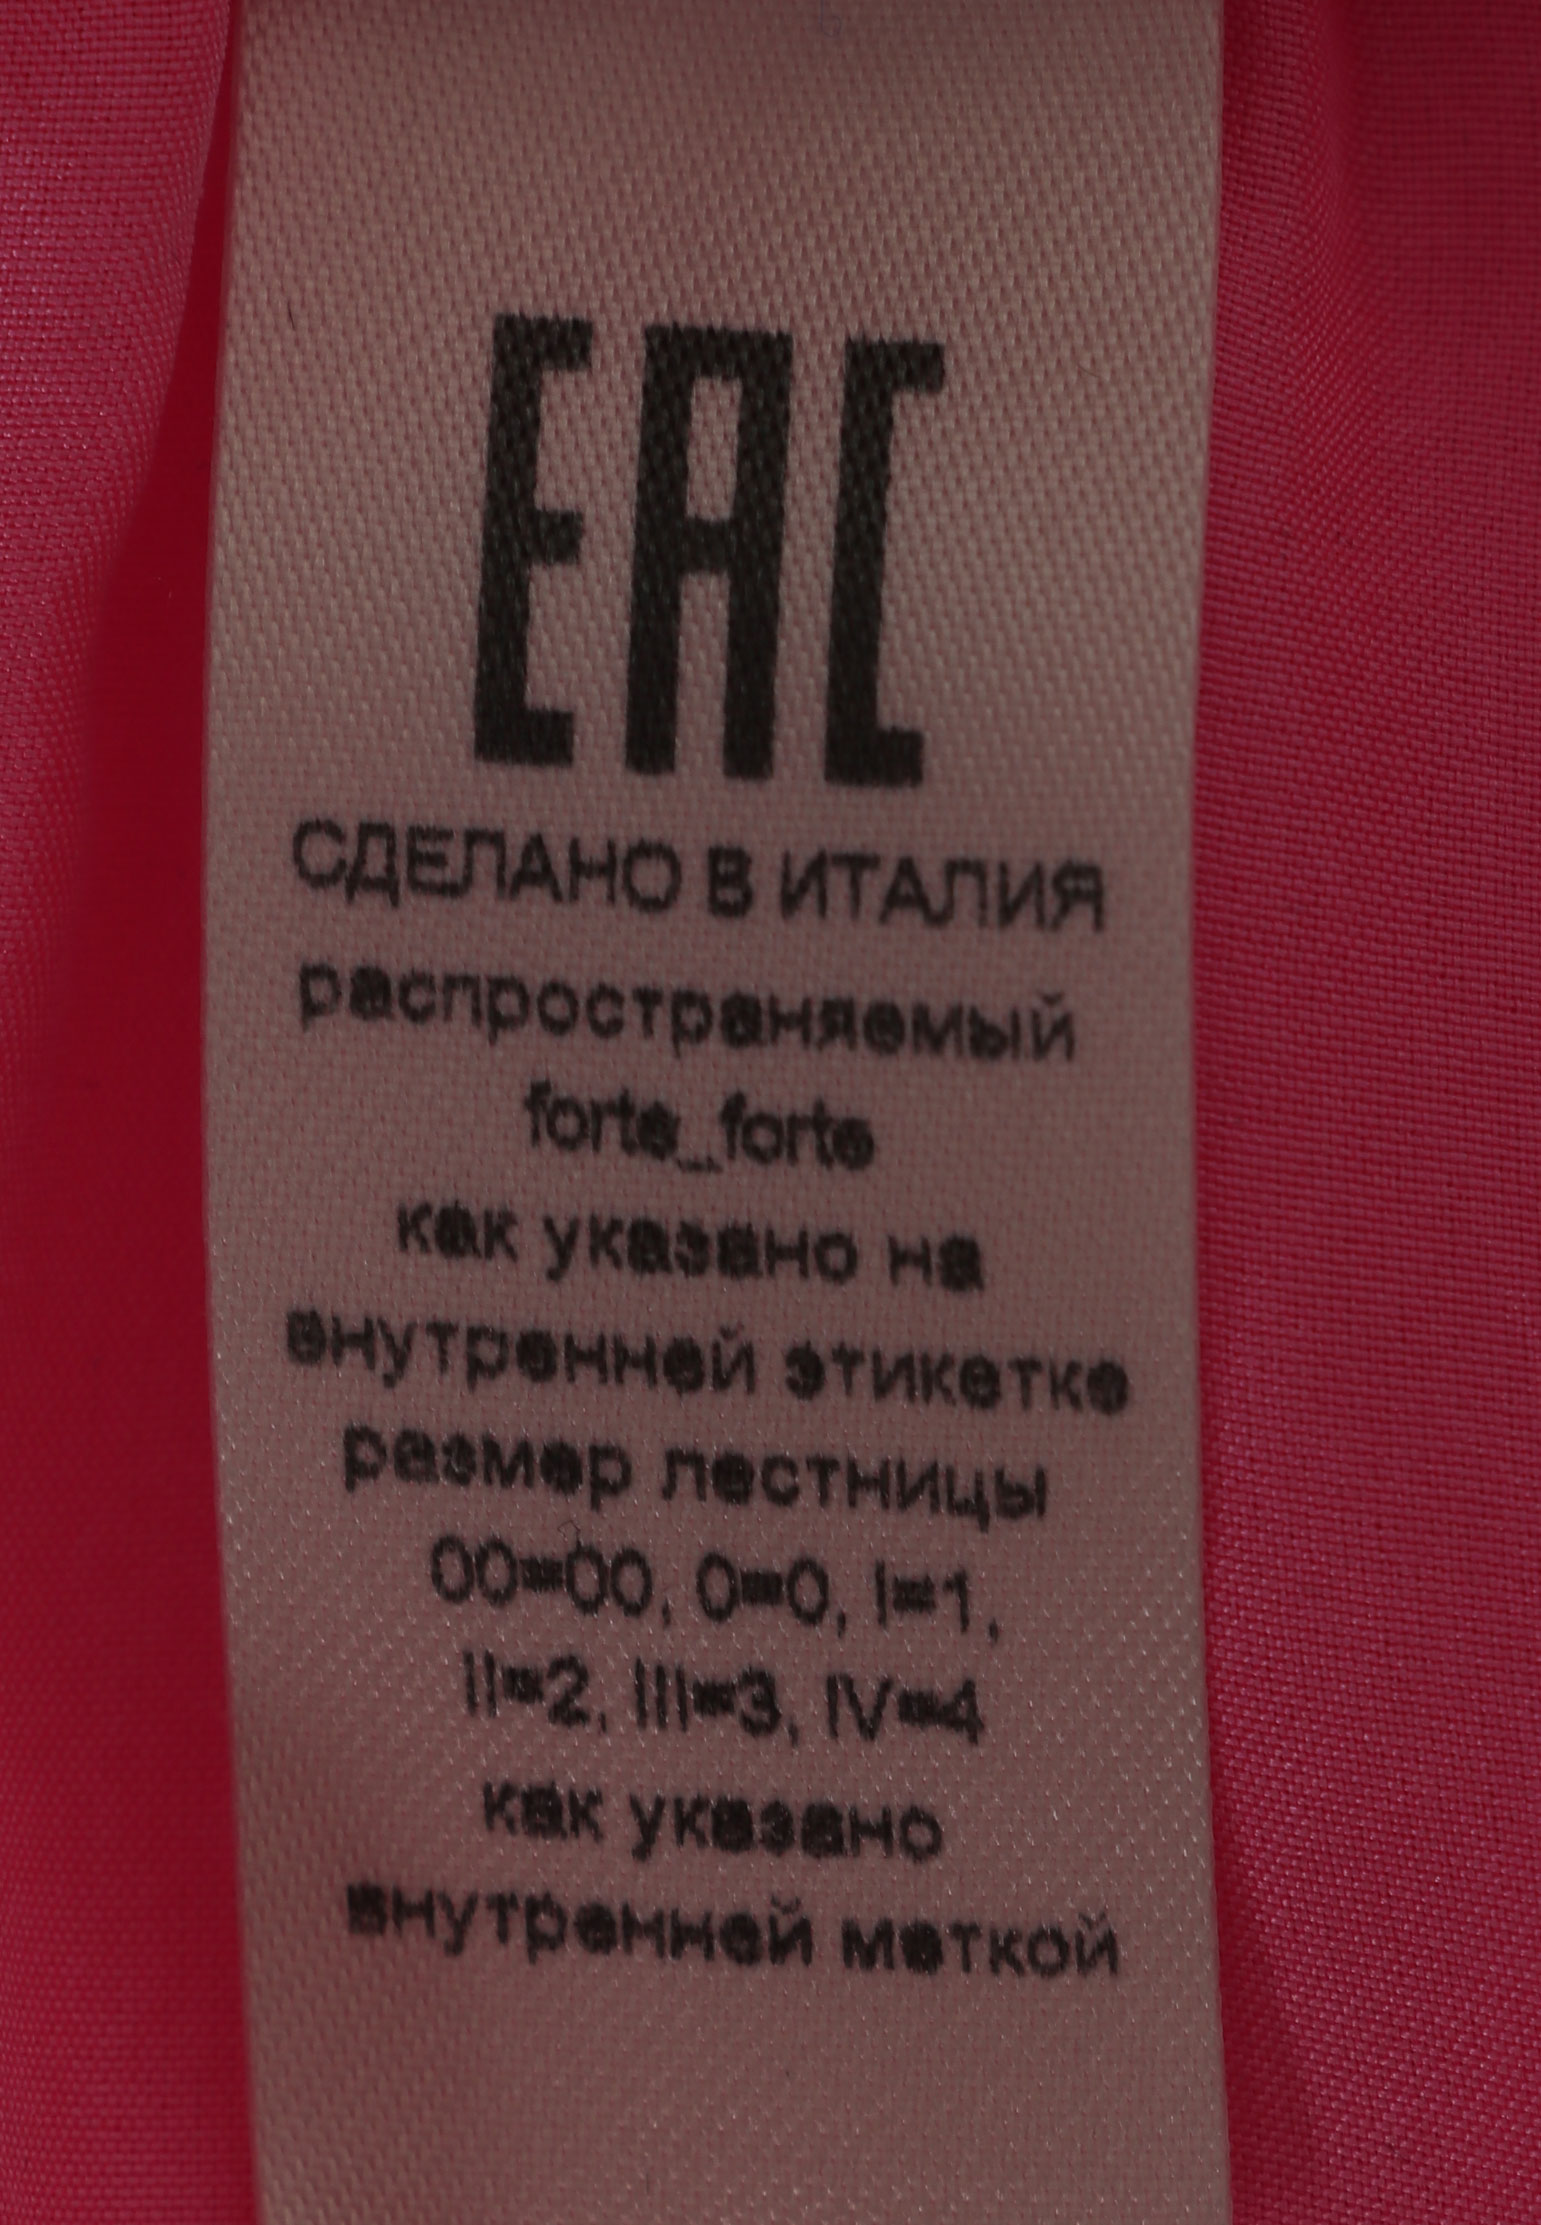 EAC
СДЕЛАНО В ИТАЛИЯ
распространяемый
forte_forte
как указано на
внутренней этикетке
размер лестницы
00=00, 0=0, I=1,
II=2, III=3, IV=4
как указано
внутренней меткой